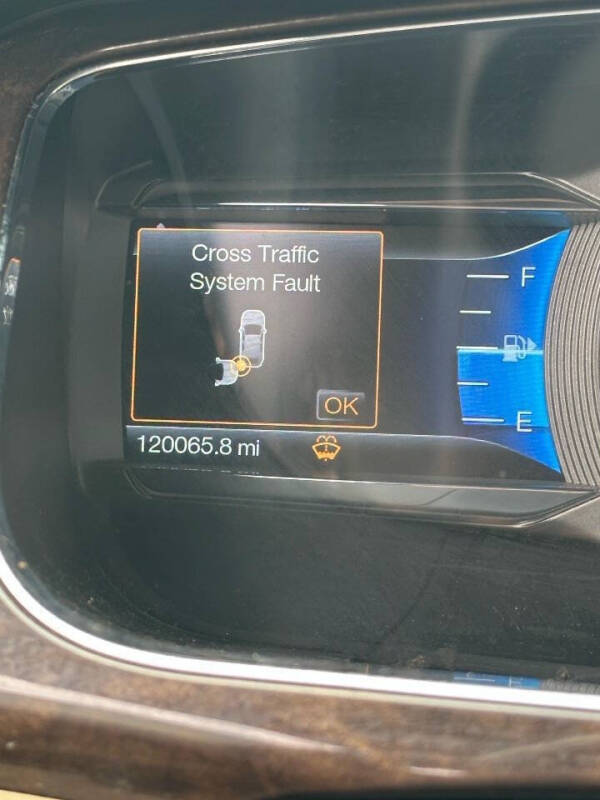 Cross Traffic
System Fault
OK
F
E
120065.8 mi